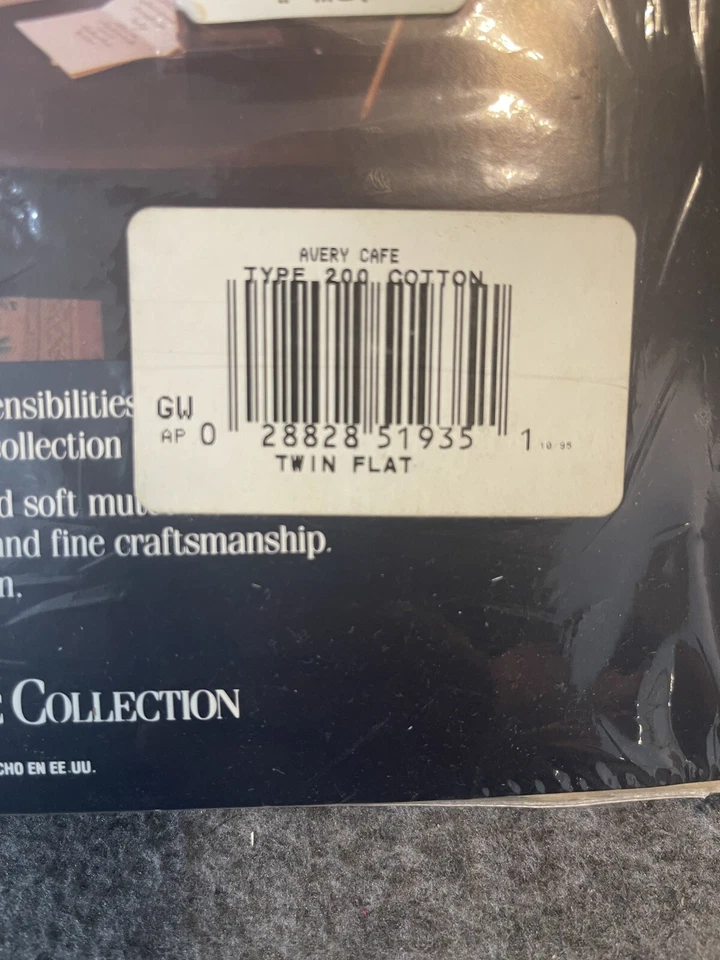 AVERY CAFE
TYPE 200 COTTON
GW
AP 0 28828 51935 1 10/95
TWIN FLAT
ensibilities
collection
d soft mu
and fine craftsmanship.
n.
E COLLECTION
CHO EN EE.UU.